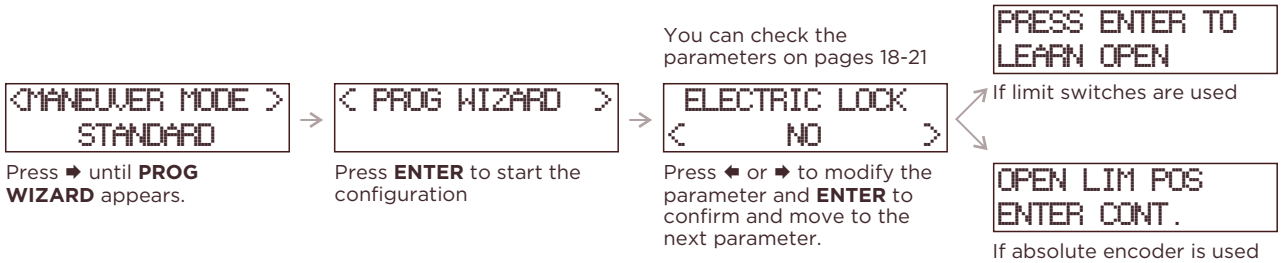 <MANEUVER MODE >
STANDARD
Press ➡ until PROG
WIZARD appears.
< PROG WIZARD >
Press ENTER to start the
configuration
You can check the
parameters on pages 18-21
ELECTRIC LOCK
< NO >
Press ⬅ or ➡ to modify the
parameter and ENTER to
confirm and move to the
next parameter.
PRESS ENTER TO
LEARN OPEN
If limit switches are used
OPEN LIM POS
ENTER CONT.
If absolute encoder is used